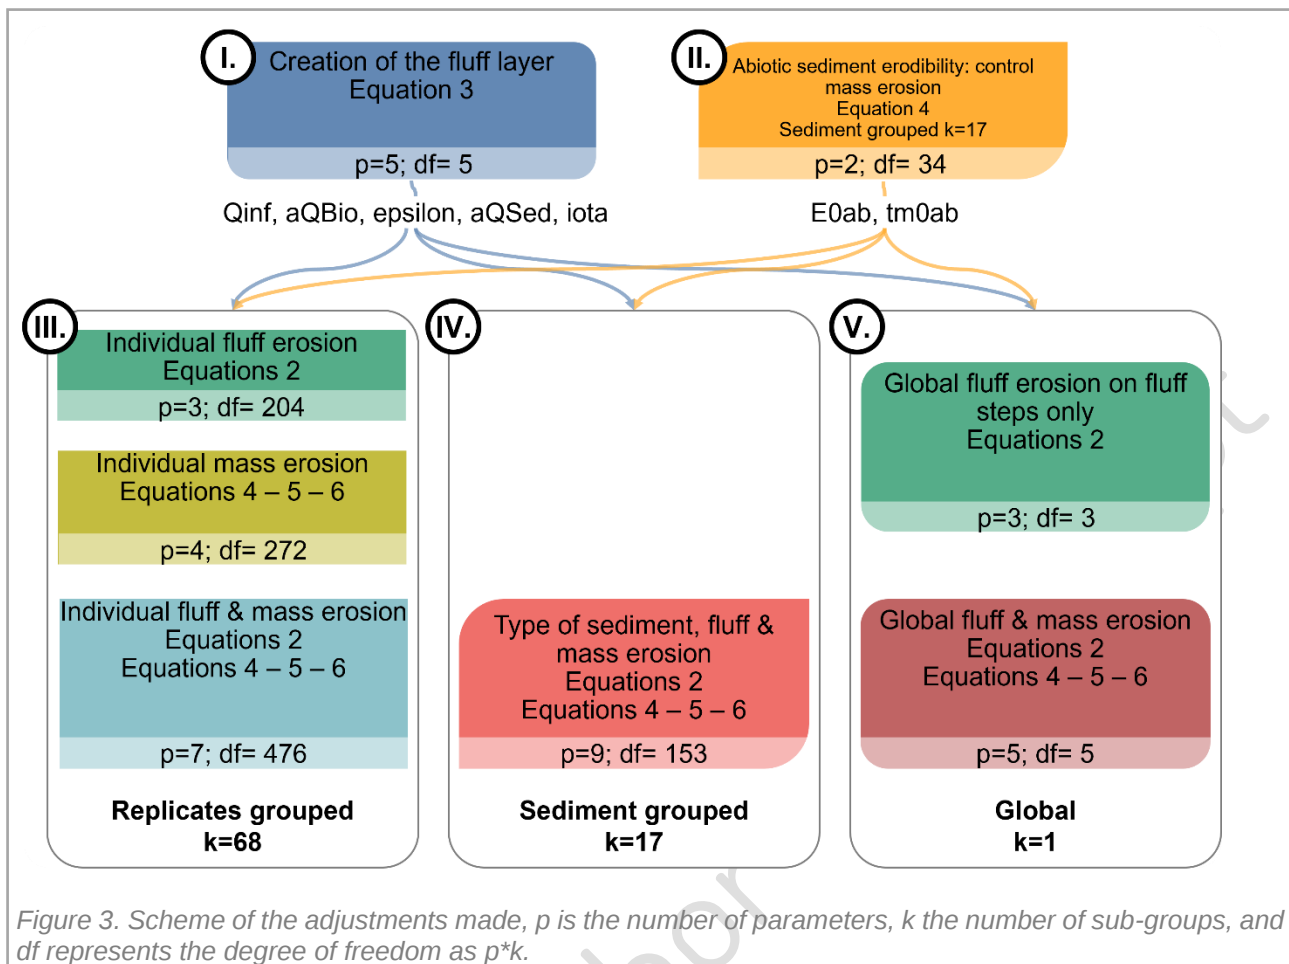 I.
Creation of the fluff layer
Equation 3
p=5; df= 5
Qinf, aQBio, epsilon, aQSed, iota
II.
Abiotic sediment erodibility: control
mass erosion
Equation 4
Sediment grouped k=17
p=2; df= 34
E0ab, tm0ab
III.
Individual fluff erosion
Equations 2
p=3; df= 204
Individual mass erosion
Equations 4 – 5 – 6
p=4; df= 272
Individual fluff & mass erosion
Equations 2
Equations 4 – 5 – 6
p=7; df= 476
Replicates grouped
k=68
IV.
Type of sediment, fluff &
mass erosion
Equations 2
Equations 4 – 5 – 6
p=9; df= 153
Sediment grouped
k=17
V.
Global fluff erosion on fluff
steps only
Equations 2
p=3; df= 3
Global fluff & mass erosion
Equations 2
Equations 4 – 5 – 6
p=5; df= 5
Global
k=1
Figure 3. Scheme of the adjustments made, p is the number of parameters, k the number of sub-groups, and
df represents the degree of freedom as p*k.